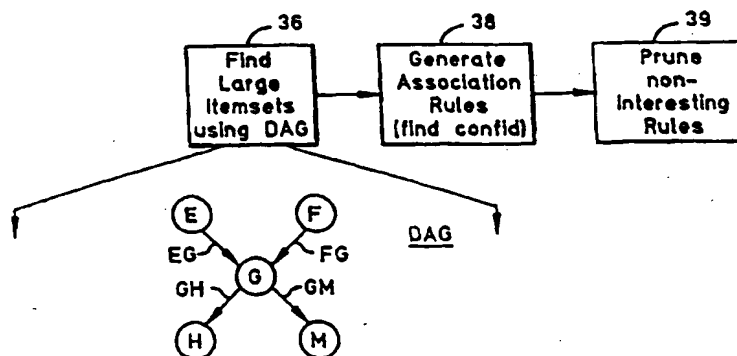 36
38
39
Find
Large
Itemsets
using DAG
Generate
Association
Rules
(find confid)
Prune
non-
Interesting
Rules
E
F
DAG
EG
FG
G
GH
GM
H
M